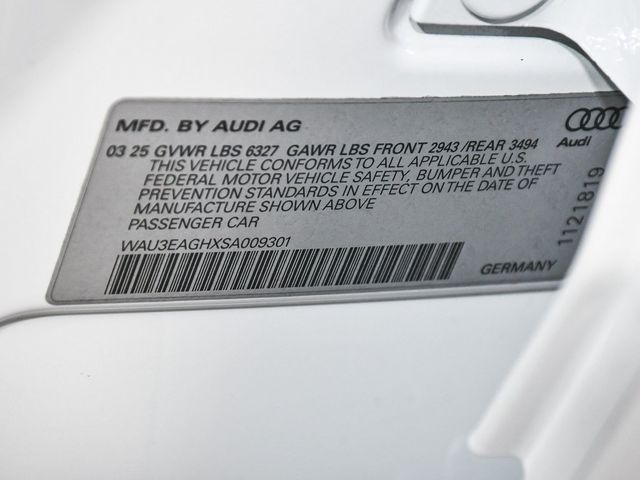 MFD. BY AUDI AG
03 25 GVWR LBS 6327 GAWR LBS FRONT 2943 /REAR 3494
THIS VEHICLE CONFORMS TO ALL APPLICABLE U.S.
FEDERAL MOTOR VEHICLE SAFETY, BUMPER AND THEFT
PREVENTION STANDARDS IN EFFECT ON THE DATE OF
MANUFACTURE SHOWN ABOVE
PASSENGER CAR
WAU3EAGHXSA009301
GERMANY
Audi
1121819